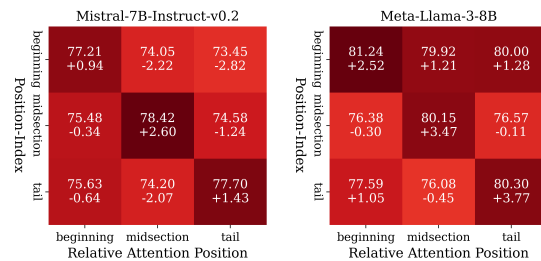 Mistral-7B-Instruct-v0.2
Position-Index
beginning
77.21 74.05 73.45
+0.94 -2.22 -2.82
midsection
75.48 78.42 74.58
-0.34 +2.60 -1.24
tail
75.63 74.20 77.70
-0.64 -2.07 +1.43
beginning midsection tail
Relative Attention Position
Meta-Llama-3-8B
Position-Index
beginning
81.24 79.92 80.00
+2.52 +1.21 +1.28
midsection
76.38 80.15 76.57
-0.30 +3.47 -0.11
tail
77.59 76.08 80.30
+1.05 -0.45 +3.77
beginning midsection tail
Relative Attention Position